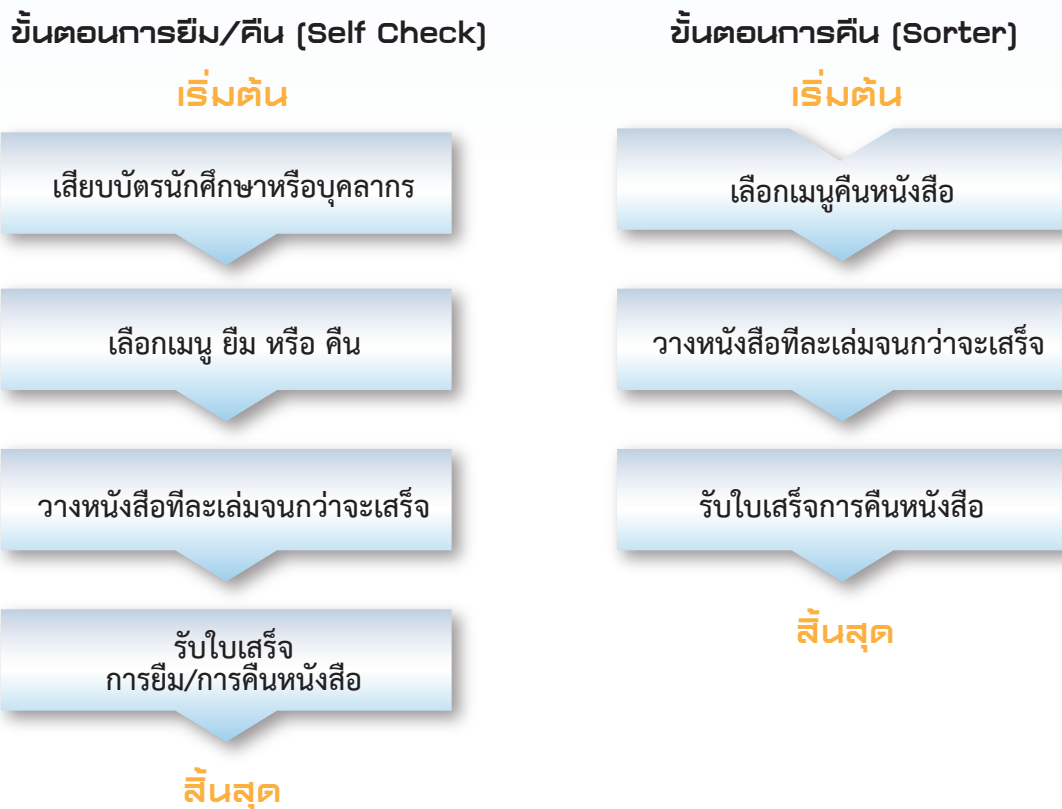 ขั้นตอนการยืม/คืน (Self Check)
เริ่มต้น
เสียบบัตรนักศึกษาหรือบุคลากร
เลือกเมนู ยืม หรือ คืน
วางหนังสือทีละเล่มจนกว่าจะเสร็จ
รับใบเสร็จ
การยืม/การคืนหนังสือ
สิ้นสุด
ขั้นตอนการคืน (Sorter)
เริ่มต้น
เลือกเมนูคืนหนังสือ
วางหนังสือทีละเล่มจนกว่าจะเสร็จ
รับใบเสร็จการคืนหนังสือ
สิ้นสุด